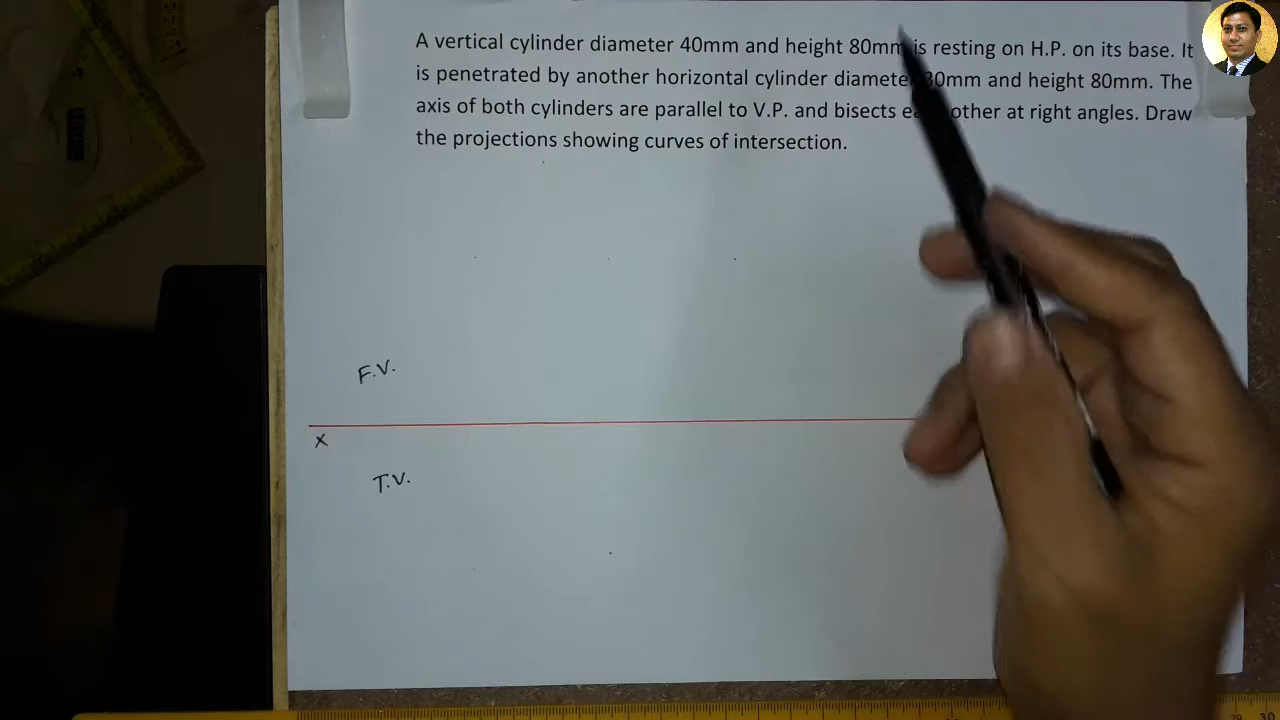 A vertical cylinder diameter 40mm and height 80mm is resting on H.P. on its base. It
is penetrated by another horizontal cylinder diameter 30mm and height 80mm. The
axis of both cylinders are parallel to V.P. and bisects each other at right angles. Draw
the projections showing curves of intersection.
F.V.
X
T.V.